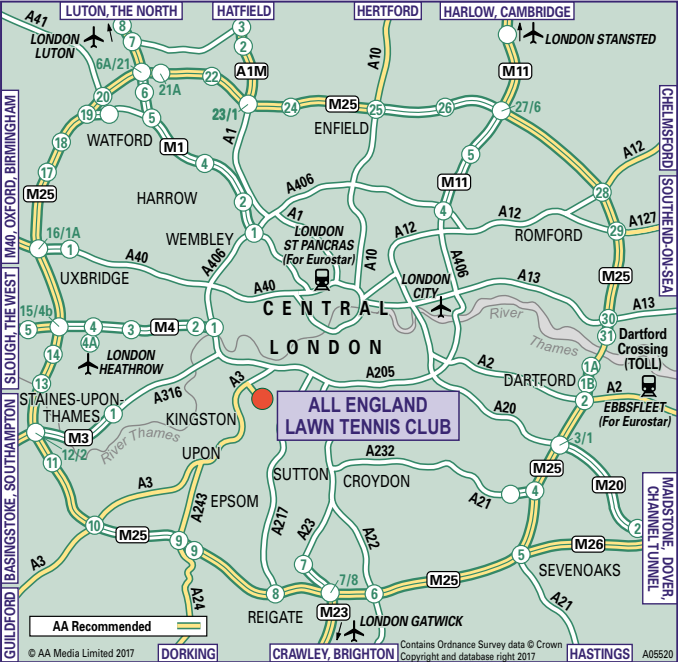 LUTON, THE NORTH
HATFIELD
HERTFORD
HARLOW, CAMBRIDGE
A41
8
7
3
2
A10
LONDON
LUTON
LONDON STANSTED
6A/21
21A
22
A1M
M11
20
6
19
5
23/1
24
M25
25
26
27/6
ENFIELD
WATFORD
A1
M1
18
17
4
5
M11
A12
CHELMSFORD
M40, OXFORD, BIRMINGHAM
M25
HARROW
2
A406
28
A1
4
A12
A12
A127
SOUTHEND-ON-SEA
16/1A
1
WEMBLEY
1
LONDON
ST PANCRAS
(For Eurostar)
A10
ROMFORD
29
A40
A406
A406
M25
UXBRIDGE
A40
LONDON
CITY
A13
SLOUGH, THE WEST
15/4b
CENTRAL
River
Thames
30
A13
5
4
3
M4
2
1
31
4A
LONDON
Dartford
Crossing
(TOLL)
14
LONDON
HEATHROW
A2
1A
13
A3
A205
DARTFORD
1B
A2
STAINES-UPON-
THAMES
A316
2
EBBSFLEET
(For Eurostar)
1
KINGSTON
UPON
ALL ENGLAND
LAWN TENNIS CLUB
A20
M3
River Thames
12/2
3/1
BASINGSTOKE, SOUTHAMPTON
11
A232
M25
A3
SUTTON
CROYDON
M20
A243
EPSOM
A21
4
MAIDSTONE, DOVER,
CHANNEL TUNNEL
10
A217
A23
A22
2
M25
9
9
M26
5
A3
7
SEVENOAKS
7/8
M25
8
6
A24
REIGATE
M23
A21
GUILDFORD
AA Recommended
LONDON GATWICK
© AA Media Limited 2017
DORKING
CRAWLEY, BRIGHTON
Contains Ordnance Survey data © Crown
Copyright and database right 2017
HASTINGS
A05520